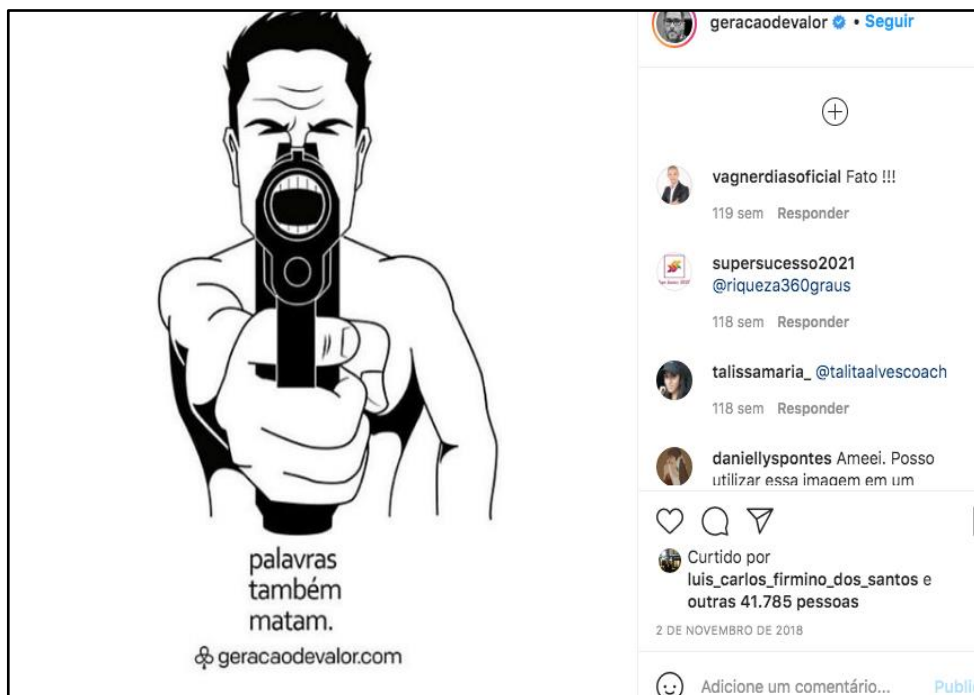 palavras
também
matam.
geracaodevalor.com
geracaodevalor • Seguir
vagnerdiasoficial Fato !!!
119 sem Responder
supersucesso2021
@riqueza360graus
118 sem Responder
talissamaria_ @talitaalvescoach
118 sem Responder
daniellyspontes Ameei. Posso
utilizar essa imagem em um
Curtido por
luis_carlos_firmino_dos_santos e
outras 41.785 pessoas
2 DE NOVEMBRO DE 2018
Adicione um comentário...